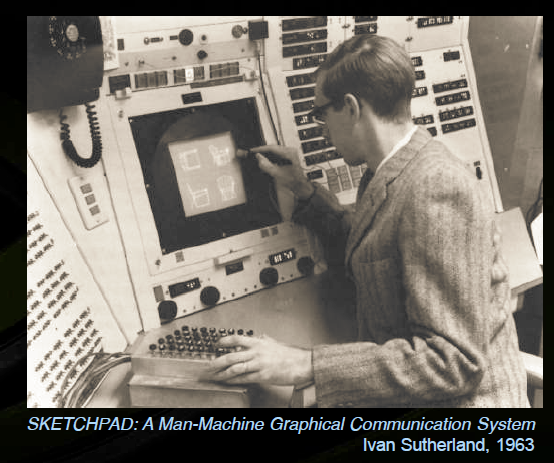 SKETCHPAD: A Man-Machine Graphical Communication System
Ivan Sutherland, 1963